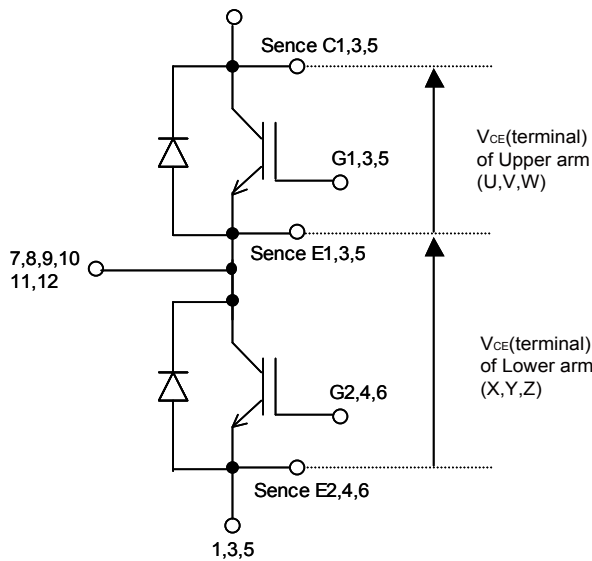 Sence C1,3,5
VCE(terminal)
of Upper arm
(U,V,W)
G1,3,5
Sence E1,3,5
7,8,9,10
11,12
VCE(terminal)
of Lower arm
(X,Y,Z)
G2,4,6
Sence E2,4,6
1,3,5